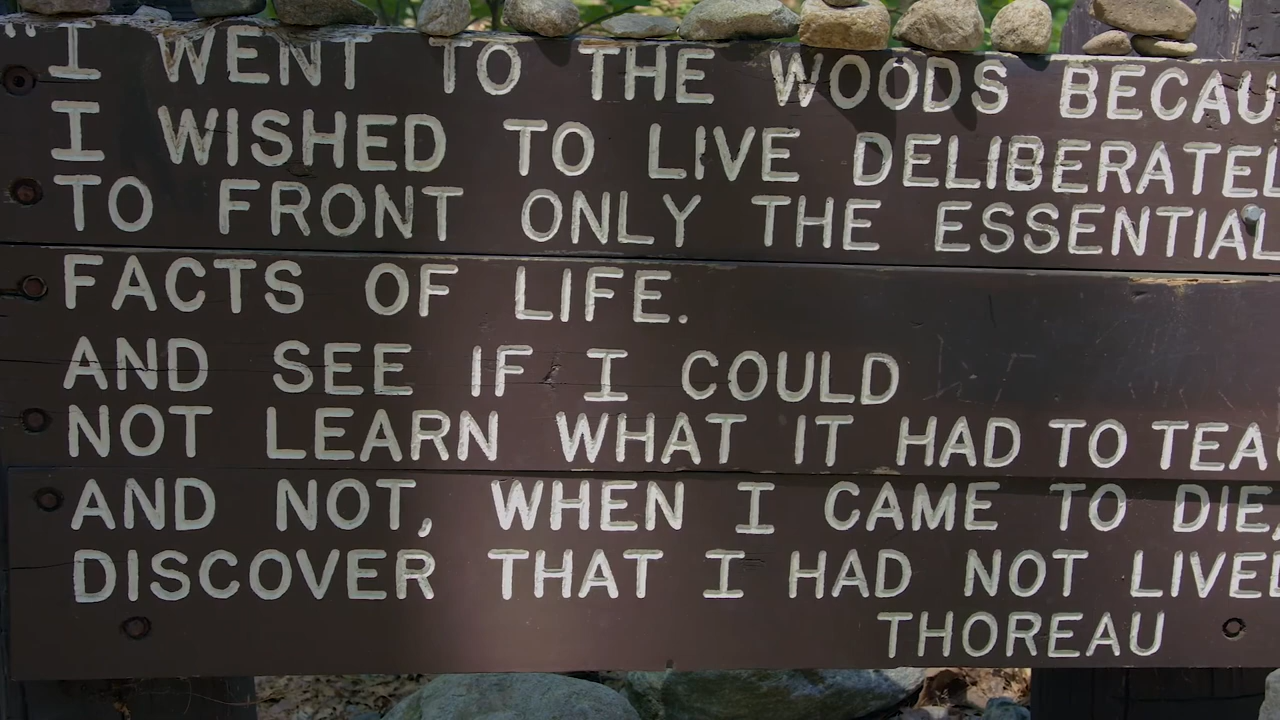 "I WENT TO THE WOODS BECAU
I WISHED TO LIVE DELIBERATEL
TO FRONT ONLY THE ESSENTIAL
FACTS OF LIFE.
AND SEE IF I COULD
NOT LEARN WHAT IT HAD TO TEA
AND NOT, WHEN I CAME TO DIE,
DISCOVER THAT I HAD NOT LIVED
THOREAU